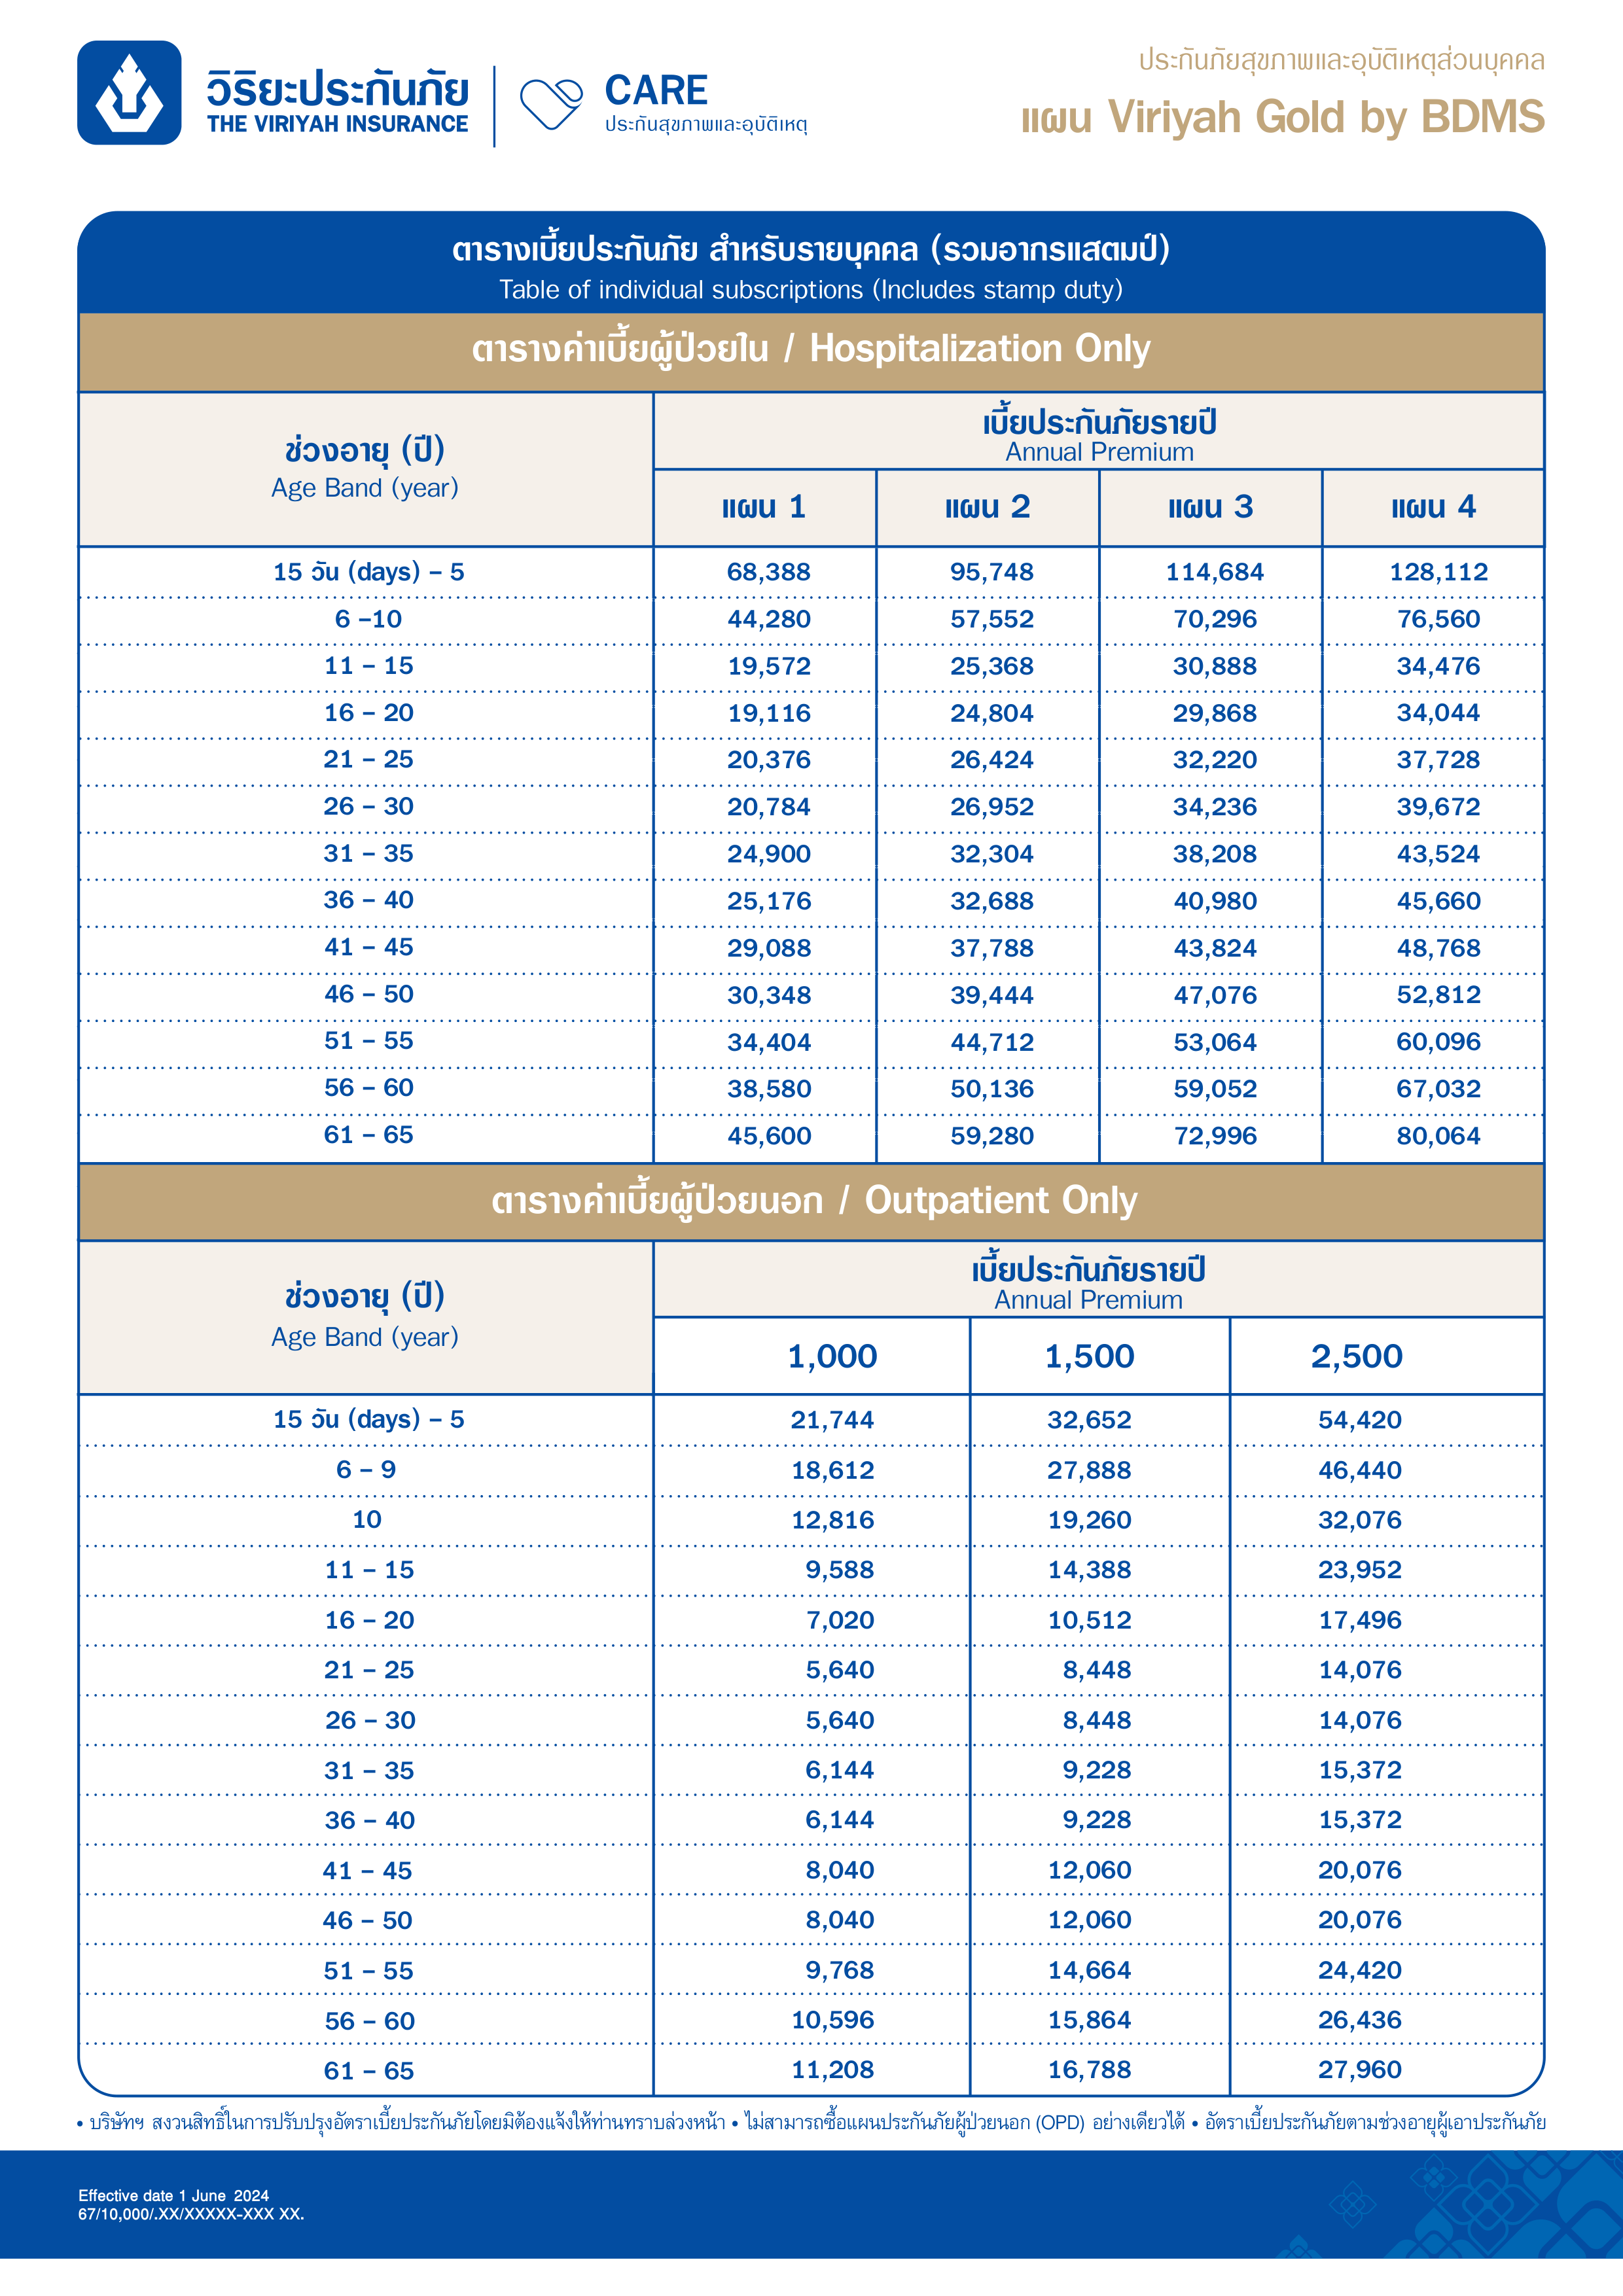 วิริยะประกันภัย
THE VIRIYAH INSURANCE
CARE
ประกันสุขภาพและอุบัติเหตุ
ประกันภัยสุขภาพและอุบัติเหตุส่วนบุคคล
แผน Viriyah Gold by BDMS
ตารางเบี้ยประกันภัย สำหรับรายบุคคล (รวมอากรแสตมป์)
Table of individual subscriptions (Includes stamp duty)
ตารางค่าเบี้ยผู้ป่วยใน / Hospitalization Only
ช่วงอายุ (ปี)
Age Band (year)
เบี้ยประกันภัยรายปี
Annual Premium
แผน 1 แผน 2 แผน 3 แผน 4
15 วัน (days) – 5 68,388 95,748 114,684 128,112
6 –10 44,280 57,552 70,296 76,560
11 – 15 19,572 25,368 30,888 34,476
16 – 20 19,116 24,804 29,868 34,044
21 – 25 20,376 26,424 32,220 37,728
26 – 30 20,784 26,952 34,236 39,672
31 – 35 24,900 32,304 38,208 43,524
36 – 40 25,176 32,688 40,980 45,660
41 – 45 29,088 37,788 43,824 48,768
46 – 50 30,348 39,444 47,076 52,812
51 – 55 34,404 44,712 53,064 60,096
56 – 60 38,580 50,136 59,052 67,032
61 – 65 45,600 59,280 72,996 80,064
ตารางค่าเบี้ยผู้ป่วยนอก / Outpatient Only
ช่วงอายุ (ปี)
Age Band (year)
เบี้ยประกันภัยรายปี
Annual Premium
1,000 1,500 2,500
15 วัน (days) – 5 21,744 32,652 54,420
6 – 9 18,612 27,888 46,440
10 12,816 19,260 32,076
11 – 15 9,588 14,388 23,952
16 – 20 7,020 10,512 17,496
21 – 25 5,640 8,448 14,076
26 – 30 5,640 8,448 14,076
31 – 35 6,144 9,228 15,372
36 – 40 6,144 9,228 15,372
41 – 45 8,040 12,060 20,076
46 – 50 8,040 12,060 20,076
51 – 55 9,768 14,664 24,420
56 – 60 10,596 15,864 26,436
61 – 65 11,208 16,788 27,960
• บริษัทฯ สงวนสิทธิ์ในการปรับปรุงอัตราเบี้ยประกันภัยโดยมิต้องแจ้งให้ท่านทราบล่วงหน้า • ไม่สามารถซื้อแผนประกันภัยผู้ป่วยนอก (OPD) อย่างเดียวได้ • อัตราเบี้ยประกันภัยตามช่วงอายุผู้เอาประกันภัย
Effective date 1 June 2024
67/10,000/.XX/XXXXX-XXX XX.